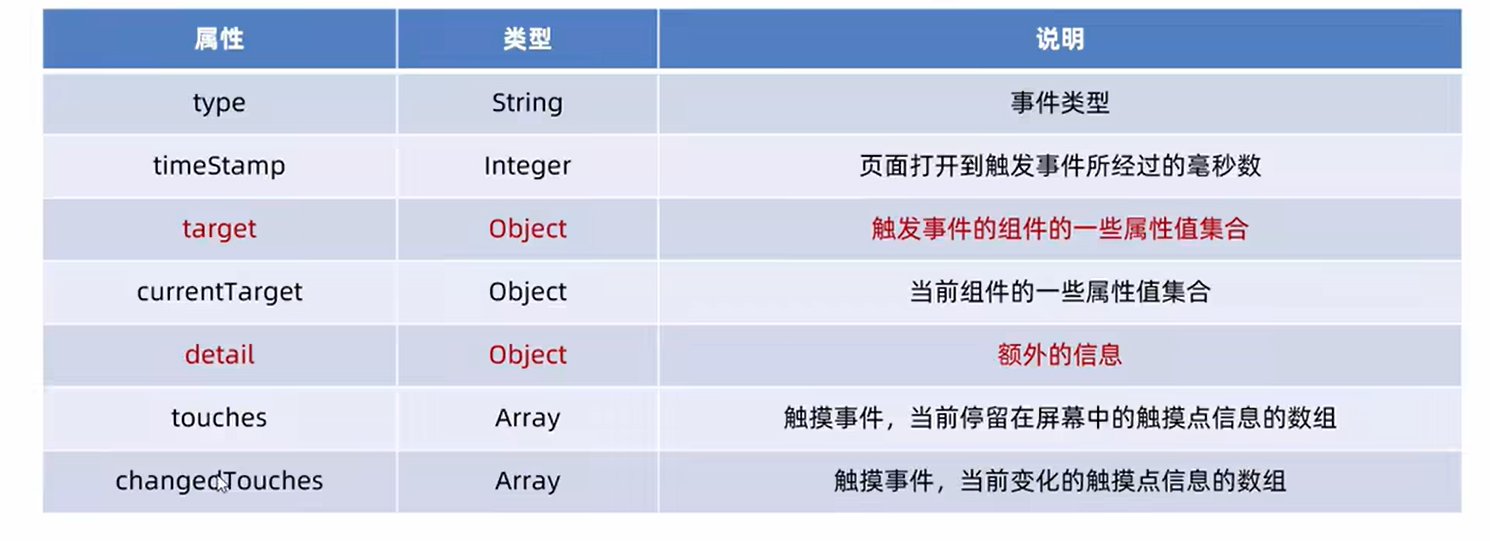 属性 类型 说明
type String 事件类型
timeStamp Integer 页面打开到触发事件所经过的毫秒数
target Object 触发事件的组件的一些属性值集合
currentTarget Object 当前组件的一些属性值集合
detail Object 额外的信息
touches Array 触摸事件，当前停留在屏幕中的触摸点信息的数组
changedTouches Array 触摸事件，当前变化的触摸点信息的数组